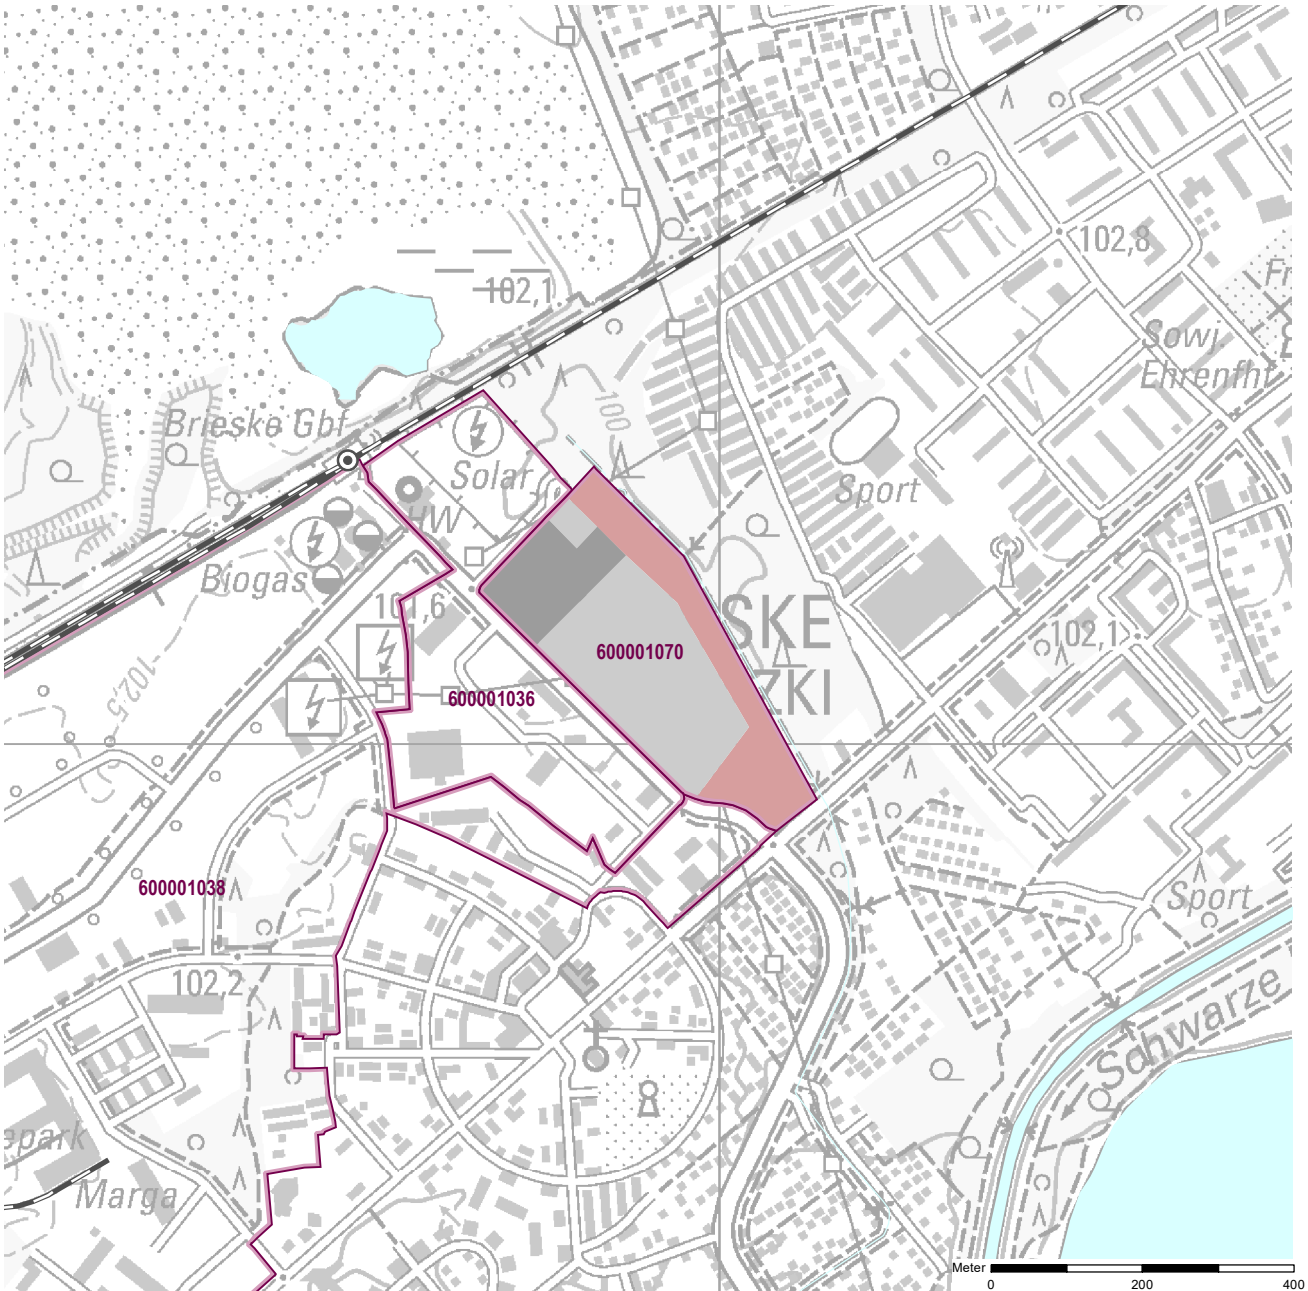 102,8
Fr
102,1
Sowj.
Ehrenfhf
100
Brieske Gbf
Solar
Sport
HW
Biogas
101,6
SKE
ZKI
102,1
600001070
102,5
600001036
600001038
Sport
102,2
Schwarze
epark
Marga
Meter
0 200 400